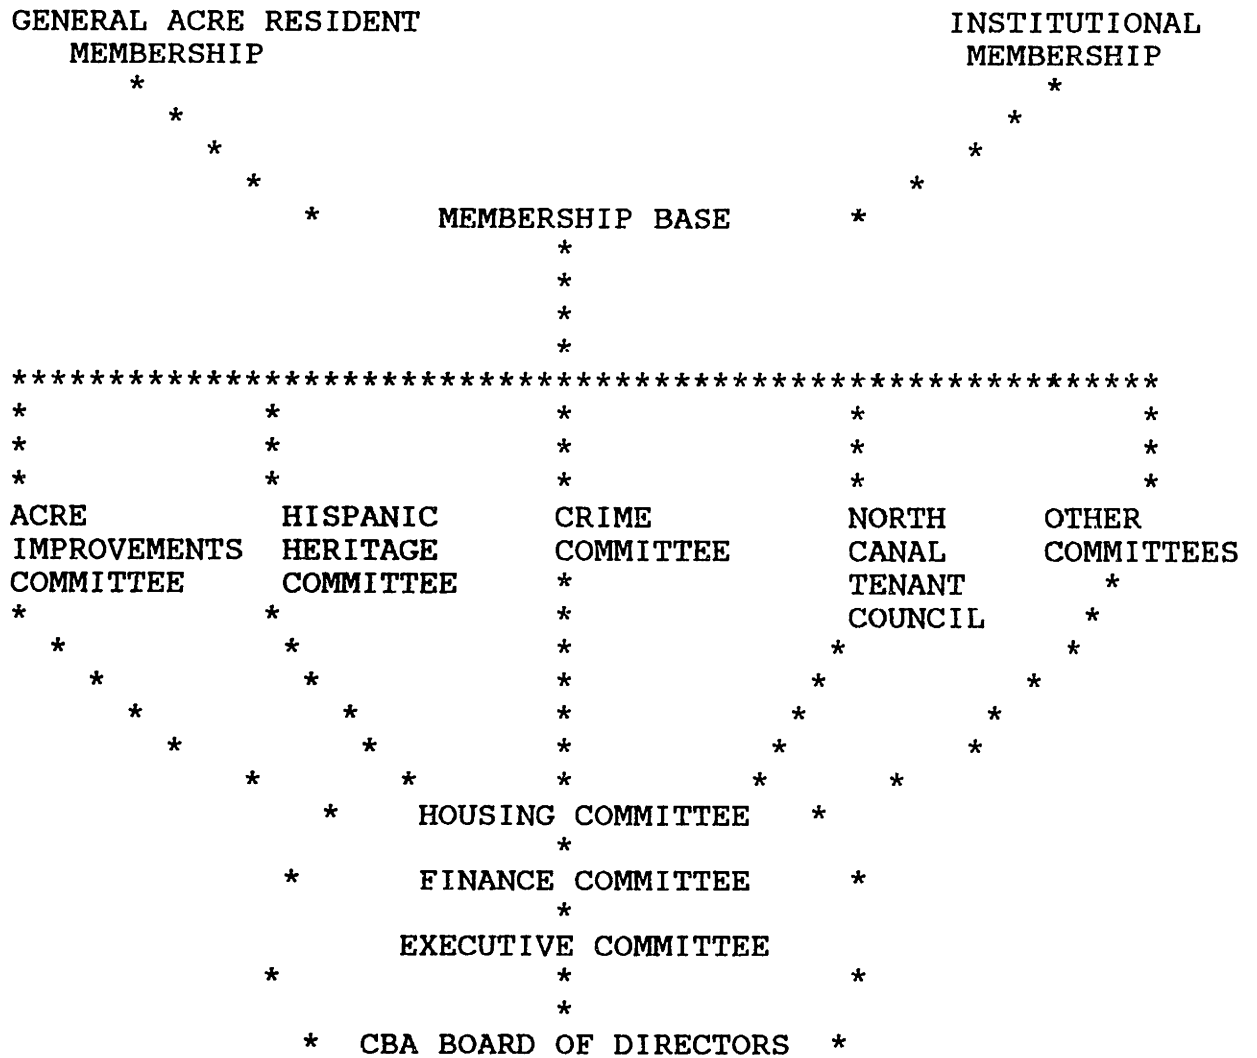 GENERAL ACRE RESIDENT
MEMBERSHIP
INSTITUTIONAL
MEMBERSHIP
MEMBERSHIP BASE
ACRE
IMPROVEMENTS
COMMITTEE
HISPANIC
HERITAGE
COMMITTEE
CRIME
COMMITTEE
NORTH
CANAL
TENANT
COUNCIL
OTHER
COMMITTEES
HOUSING COMMITTEE
FINANCE COMMITTEE
EXECUTIVE COMMITTEE
CBA BOARD OF DIRECTORS